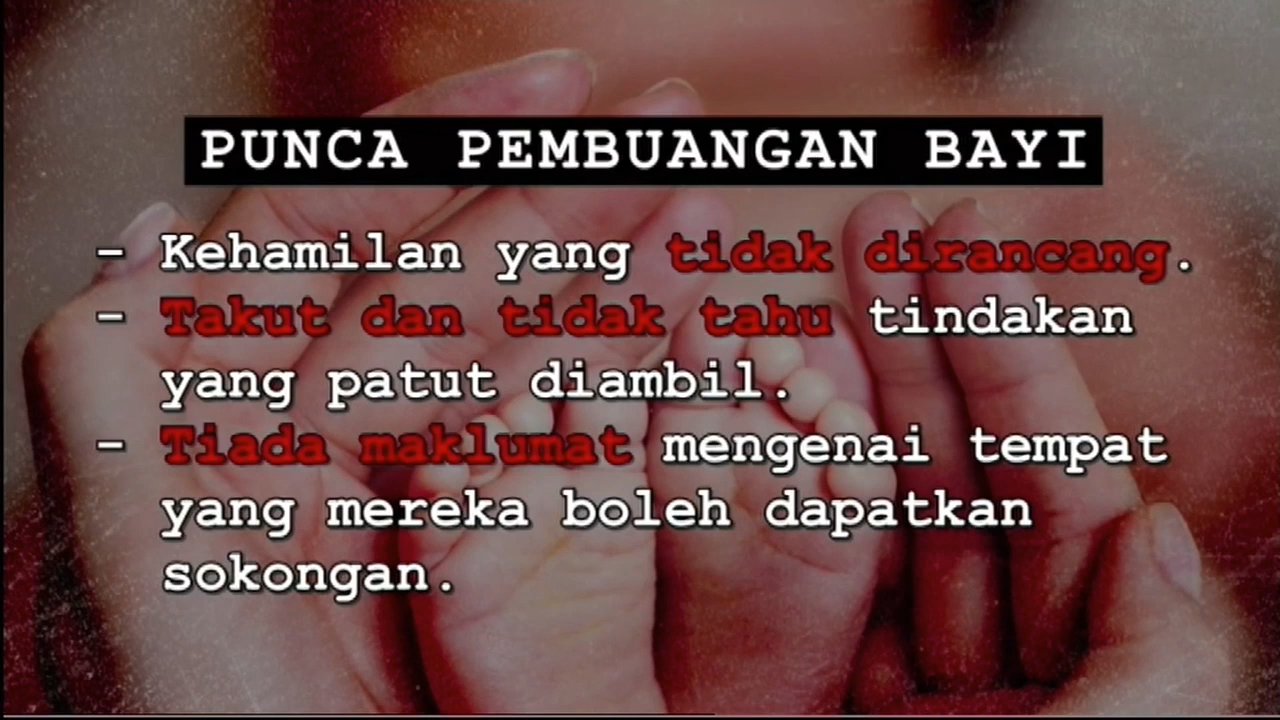 PUNCA PEMBUANGAN BAYI
- Kehamilan yang tidak dirancang.
- Takut dan tidak tahu tindakan
yang patut diambil.
- Tiada maklumat mengenai tempat
yang mereka boleh dapatkan
sokongan.